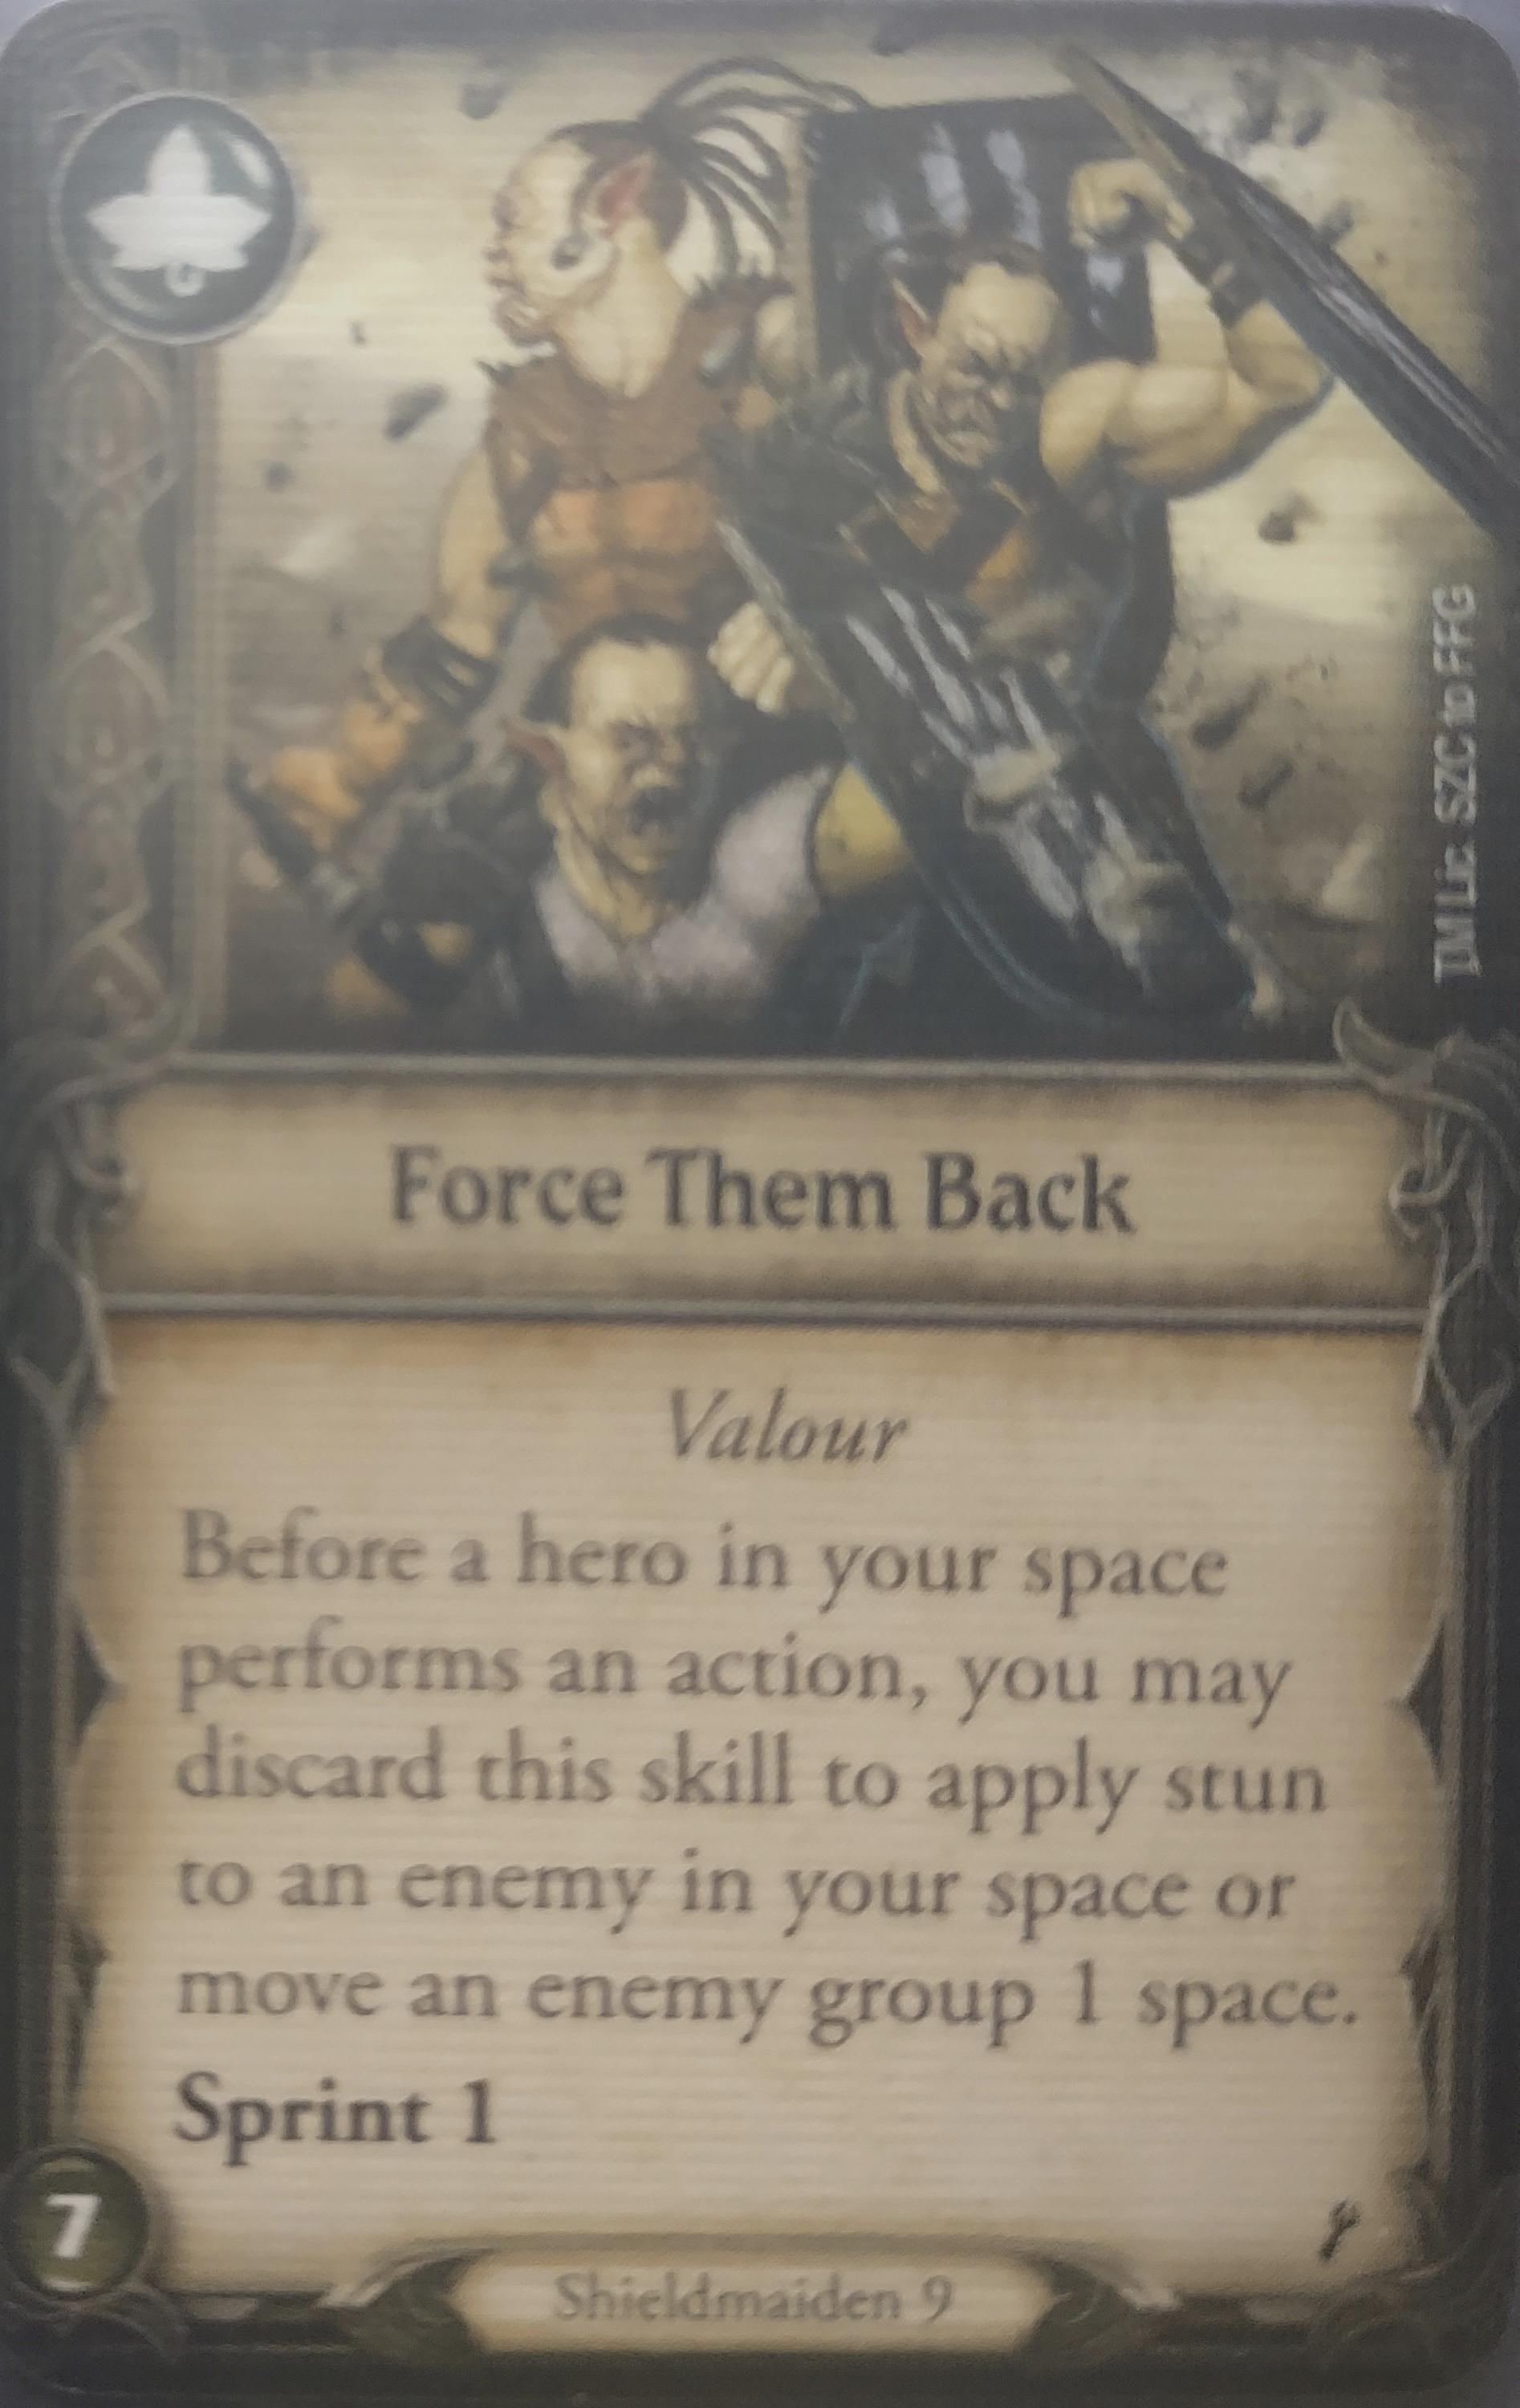 TM Lic. SZC to FFG
Force Them Back
Valour
Before a hero in your space
performs an action, you may
discard this skill to apply stun
to an enemy in your space or
move an enemy group 1 space.
Sprint 1
7
Shieldmaiden 9